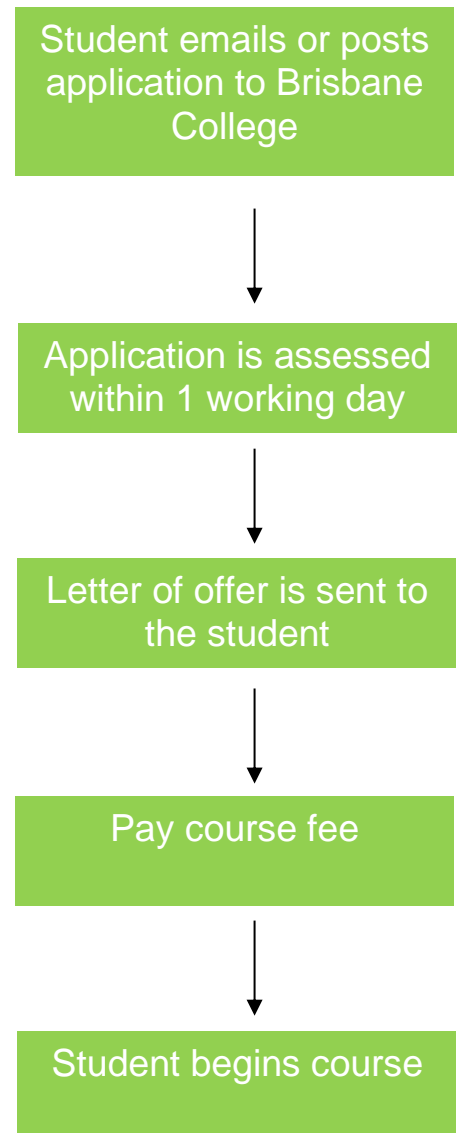 Student emails or posts
application to Brisbane
College
Application is assessed
within 1 working day
Letter of offer is sent to
the student
Pay course fee
Student begins course